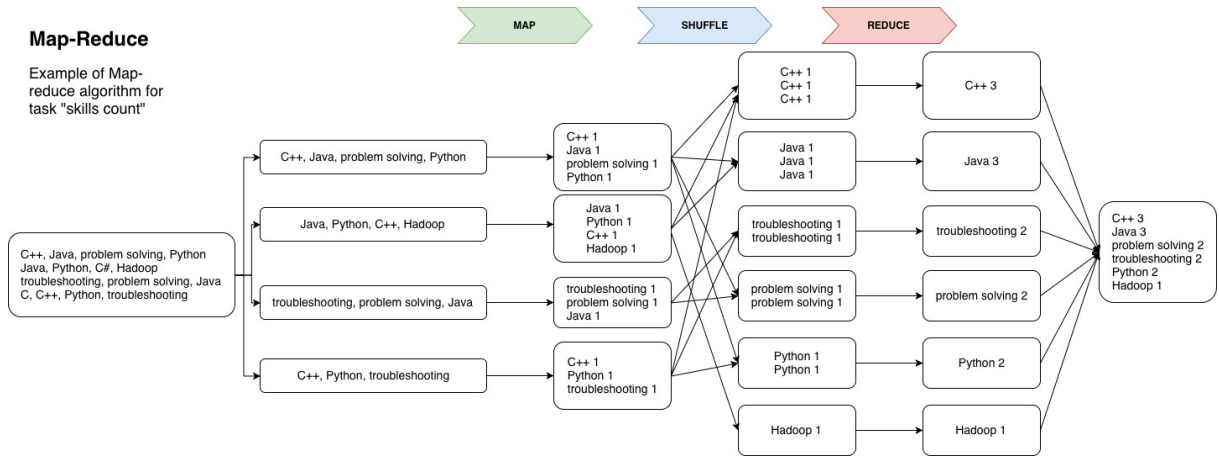 MAP
SHUFFLE
REDUCE
Map-Reduce
Example of Map-
reduce algorithm for
task "skills count"
C++, Java, problem solving, Python
Java, Python, C#, Hadoop
troubleshooting, problem solving, Java
C, C++, Python, troubleshooting
C++, Java, problem solving, Python
Java, Python, C++, Hadoop
troubleshooting, problem solving, Java
C++, Python, troubleshooting
C++ 1
Java 1
problem solving 1
Python 1
Java 1
Python 1
C++ 1
Hadoop 1
troubleshooting 1
problem solving 1
Java 1
C++ 1
Python 1
troubleshooting 1
C++ 1
C++ 1
C++ 1
Java 1
Java 1
Java 1
troubleshooting 1
troubleshooting 1
problem solving 1
problem solving 1
Python 1
Python 1
Hadoop 1
C++ 3
Java 3
troubleshooting 2
problem solving 2
Python 2
Hadoop 1
C++ 3
Java 3
problem solving 2
troubleshooting 2
Python 2
Hadoop 1